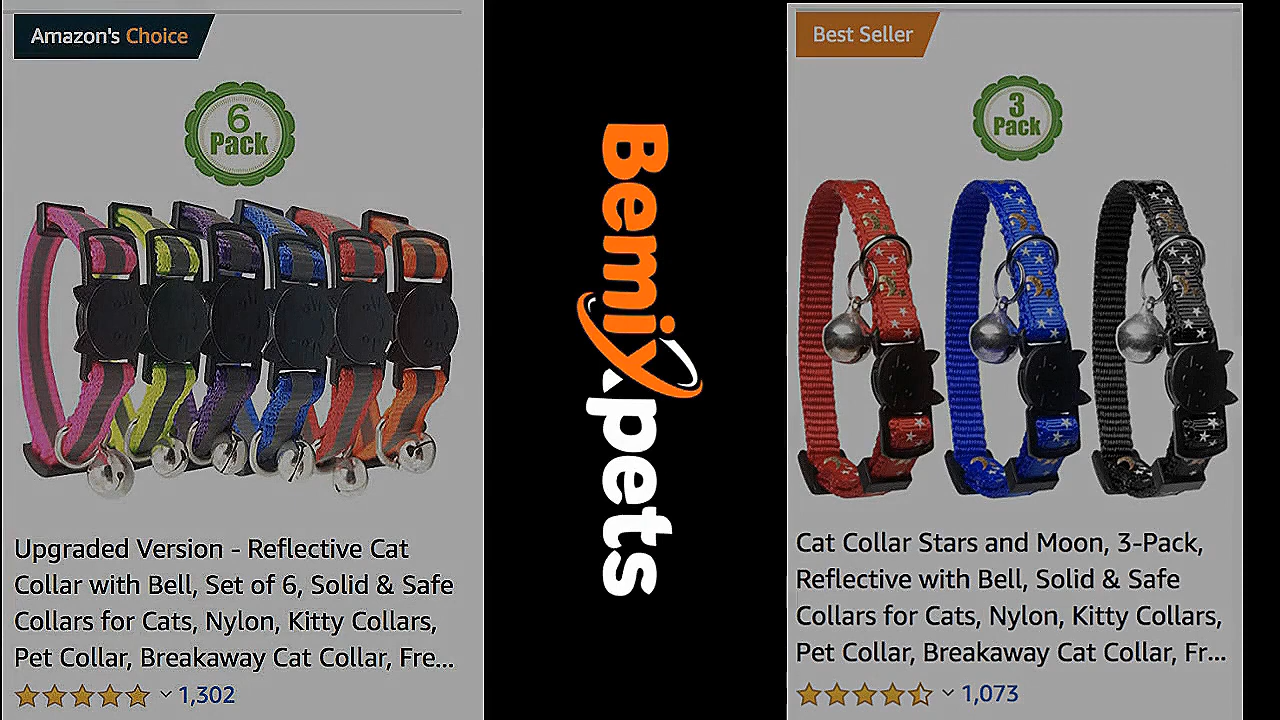 Amazon's Choice
6
Pack
Upgraded Version - Reflective Cat
Collar with Bell, Set of 6, Solid & Safe
Collars for Cats, Nylon, Kitty Collars,
Pet Collar, Breakaway Cat Collar, Fre...
1,302
Bemixpets
Best Seller
3
Pack
Cat Collar Stars and Moon, 3-Pack,
Reflective with Bell, Solid & Safe
Collars for Cats, Nylon, Kitty Collars,
Pet Collar, Breakaway Cat Collar, Fr...
1,073